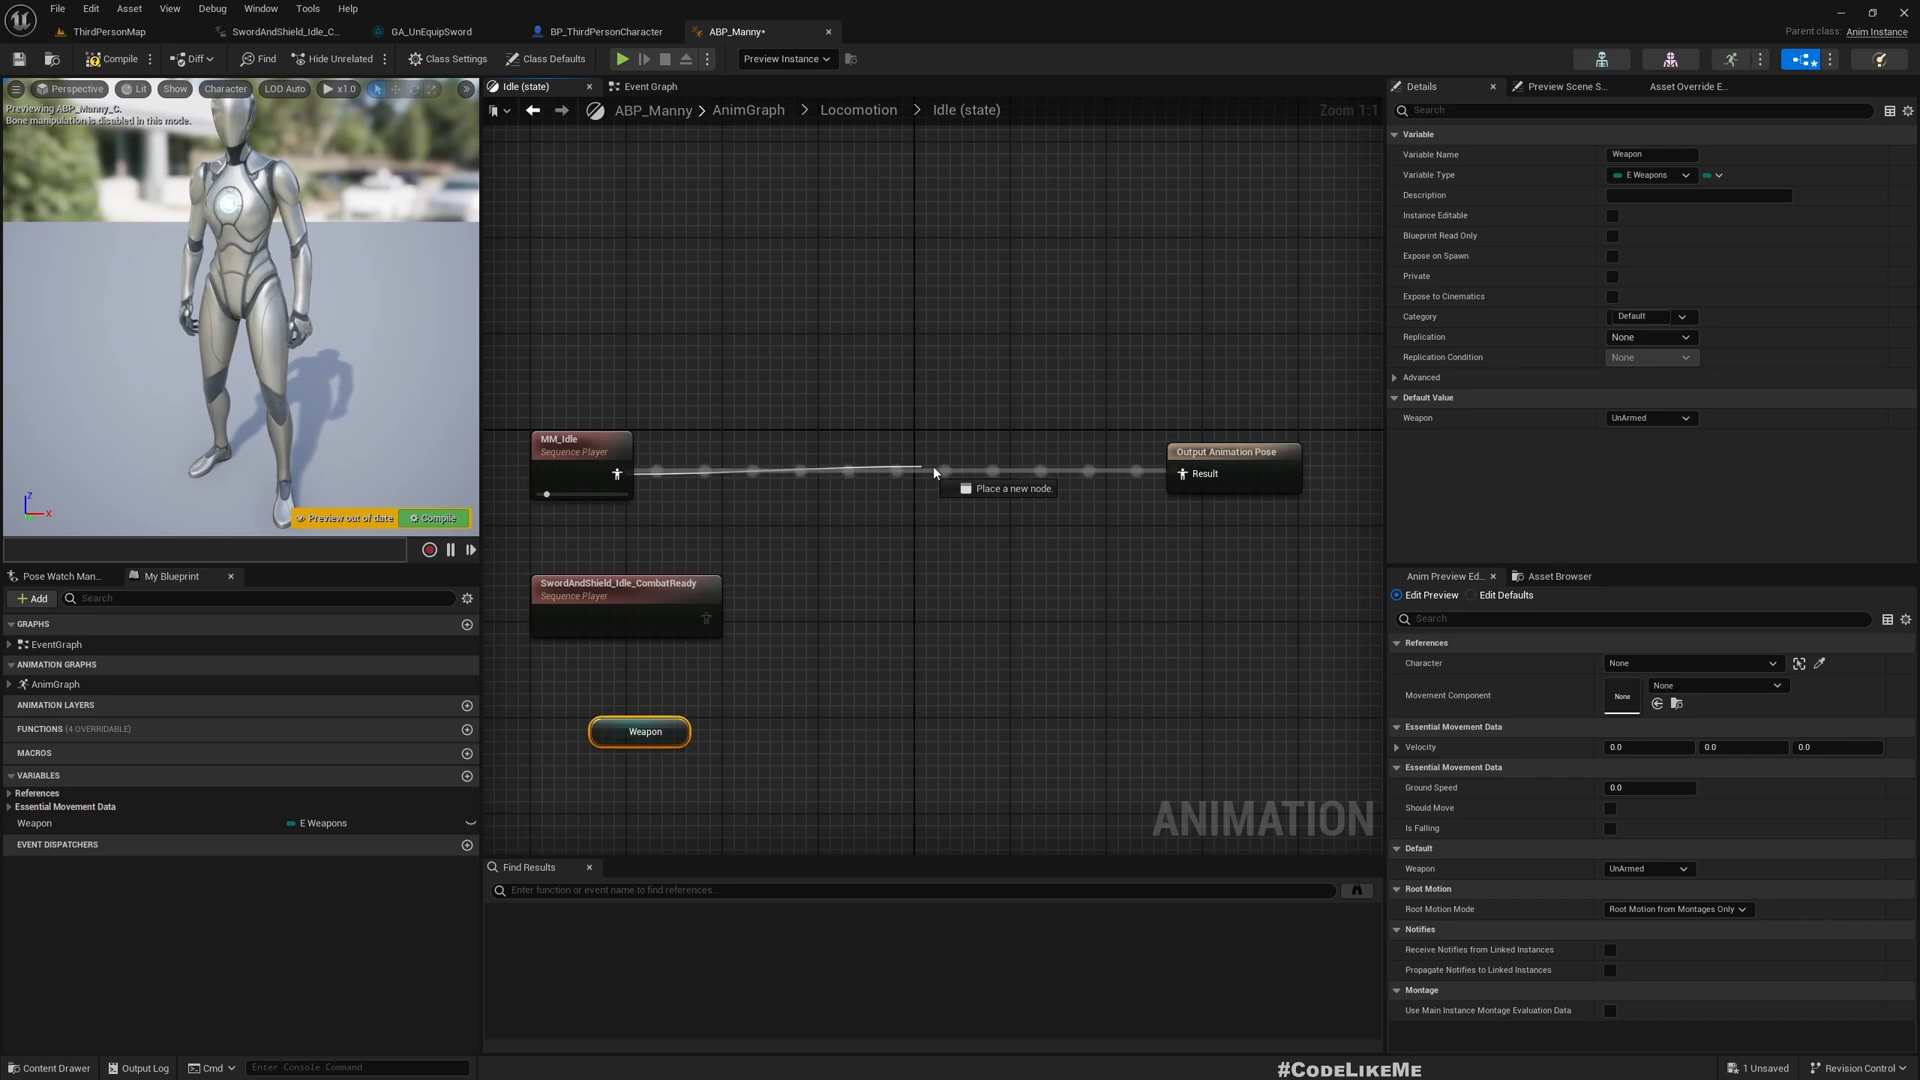 File Edit Asset View Debug Window Tools Help
ThirdPersonMap SwordAndShield_Idle_C... GA_UnEquipSword BP_ThirdPersonCharacter ABP_Manny•
Parent class: Anim Instance
Compile Diff Find Hide Unrelated Class Settings Class Defaults Preview Instance
Perspective Lit Show Character LOD Auto x1.0
Previewing ABP_Manny_C.
Bone manipulation is disabled in this mode.
Z
X
Preview out of date Compile
Pose Watch Man... My Blueprint
Add Search
GRAPHS
EventGraph
ANIMATION GRAPHS
AnimGraph
ANIMATION LAYERS
FUNCTIONS (4 OVERRIDABLE)
MACROS
VARIABLES
References
Essential Movement Data
Weapon E Weapons
EVENT DISPATCHERS
Idle (state) Event Graph
ABP_Manny > AnimGraph > Locomotion > Idle (state)
Zoom 1:1
MM_Idle
Sequence Player
Place a new node.
Output Animation Pose
Result
SwordAndShield_Idle_CombatReady
Sequence Player
Weapon
ANIMATION
Find Results
Enter function or event name to find references...
Details Preview Scene S... Asset Override E...
Search
Variable
Variable Name Weapon
Variable Type E Weapons
Description
Instance Editable
Blueprint Read Only
Expose on Spawn
Private
Expose to Cinematics
Category Default
Replication None
Replication Condition None
Advanced
Default Value
Weapon UnArmed
Anim Preview Ed... Asset Browser
Edit Preview Edit Defaults
Search
References
Character None
Movement Component None None
Essential Movement Data
Velocity 0.0 0.0 0.0
Essential Movement Data
Ground Speed 0.0
Should Move
Is Falling
Default
Weapon UnArmed
Root Motion
Root Motion Mode Root Motion from Montages Only
Notifies
Receive Notifies from Linked Instances
Propagate Notifies to Linked Instances
Montage
Use Main Instance Montage Evaluation Data
Content Drawer Output Log Cmd Enter Console Command
#CodeLikeMe
1 Unsaved Revision Control